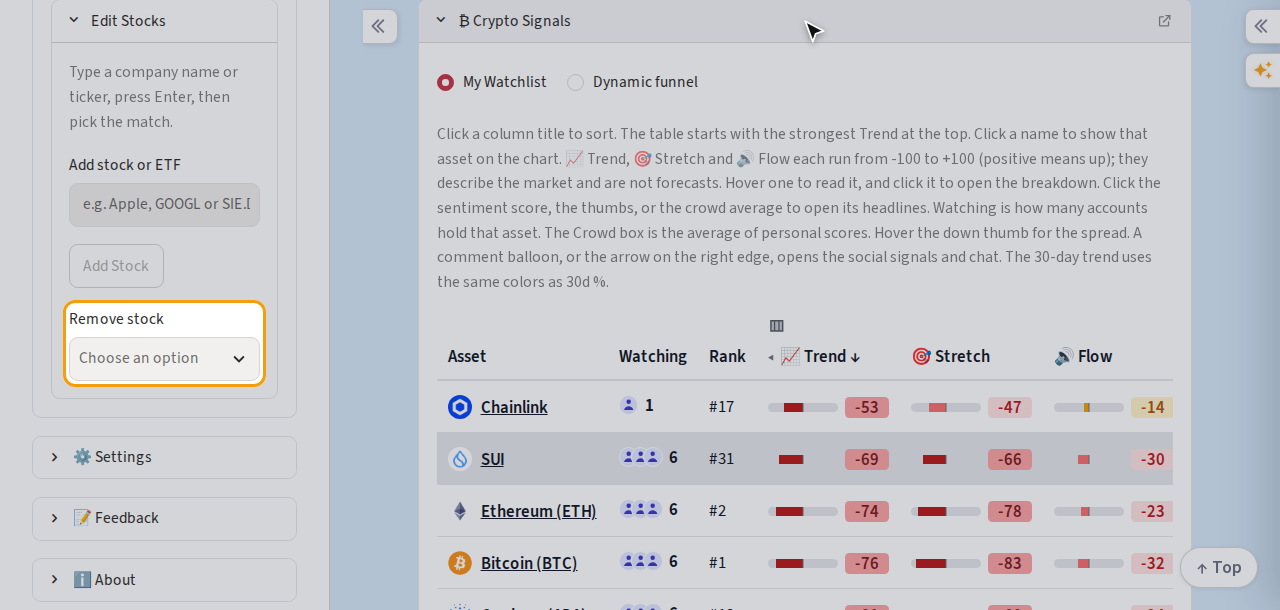 Edit Stocks
Type a company name or
ticker, press Enter, then
pick the match.
Add stock or ETF
e.g. Apple, GOOGL or SIE.
Add Stock
Remove stock
Choose an option
⚙️ Settings
📝 Feedback
ℹ️ About
₿ Crypto Signals
My Watchlist
Dynamic funnel
Click a column title to sort. The table starts with the strongest Trend at the top. Click a name to show that
asset on the chart. 📈 Trend, 🎯 Stretch and 🔊 Flow each run from -100 to +100 (positive means up); they
describe the market and are not forecasts. Hover one to read it, and click it to open the breakdown. Click the
sentiment score, the thumbs, or the crowd average to open its headlines. Watching is how many accounts
hold that asset. The Crowd box is the average of personal scores. Hover the down thumb for the spread. A
comment balloon, or the arrow on the right edge, opens the social signals and chat. The 30-day trend uses
the same colors as 30d %.
Asset Watching Rank 📈 Trend ↓ 🎯 Stretch 🔊 Flow
Chainlink 1 #17 -53 -47 -14
SUI 6 #31 -69 -66 -30
Ethereum (ETH) 6 #2 -74 -78 -23
Bitcoin (BTC) 6 #1 -76 -83 -32
↑ Top